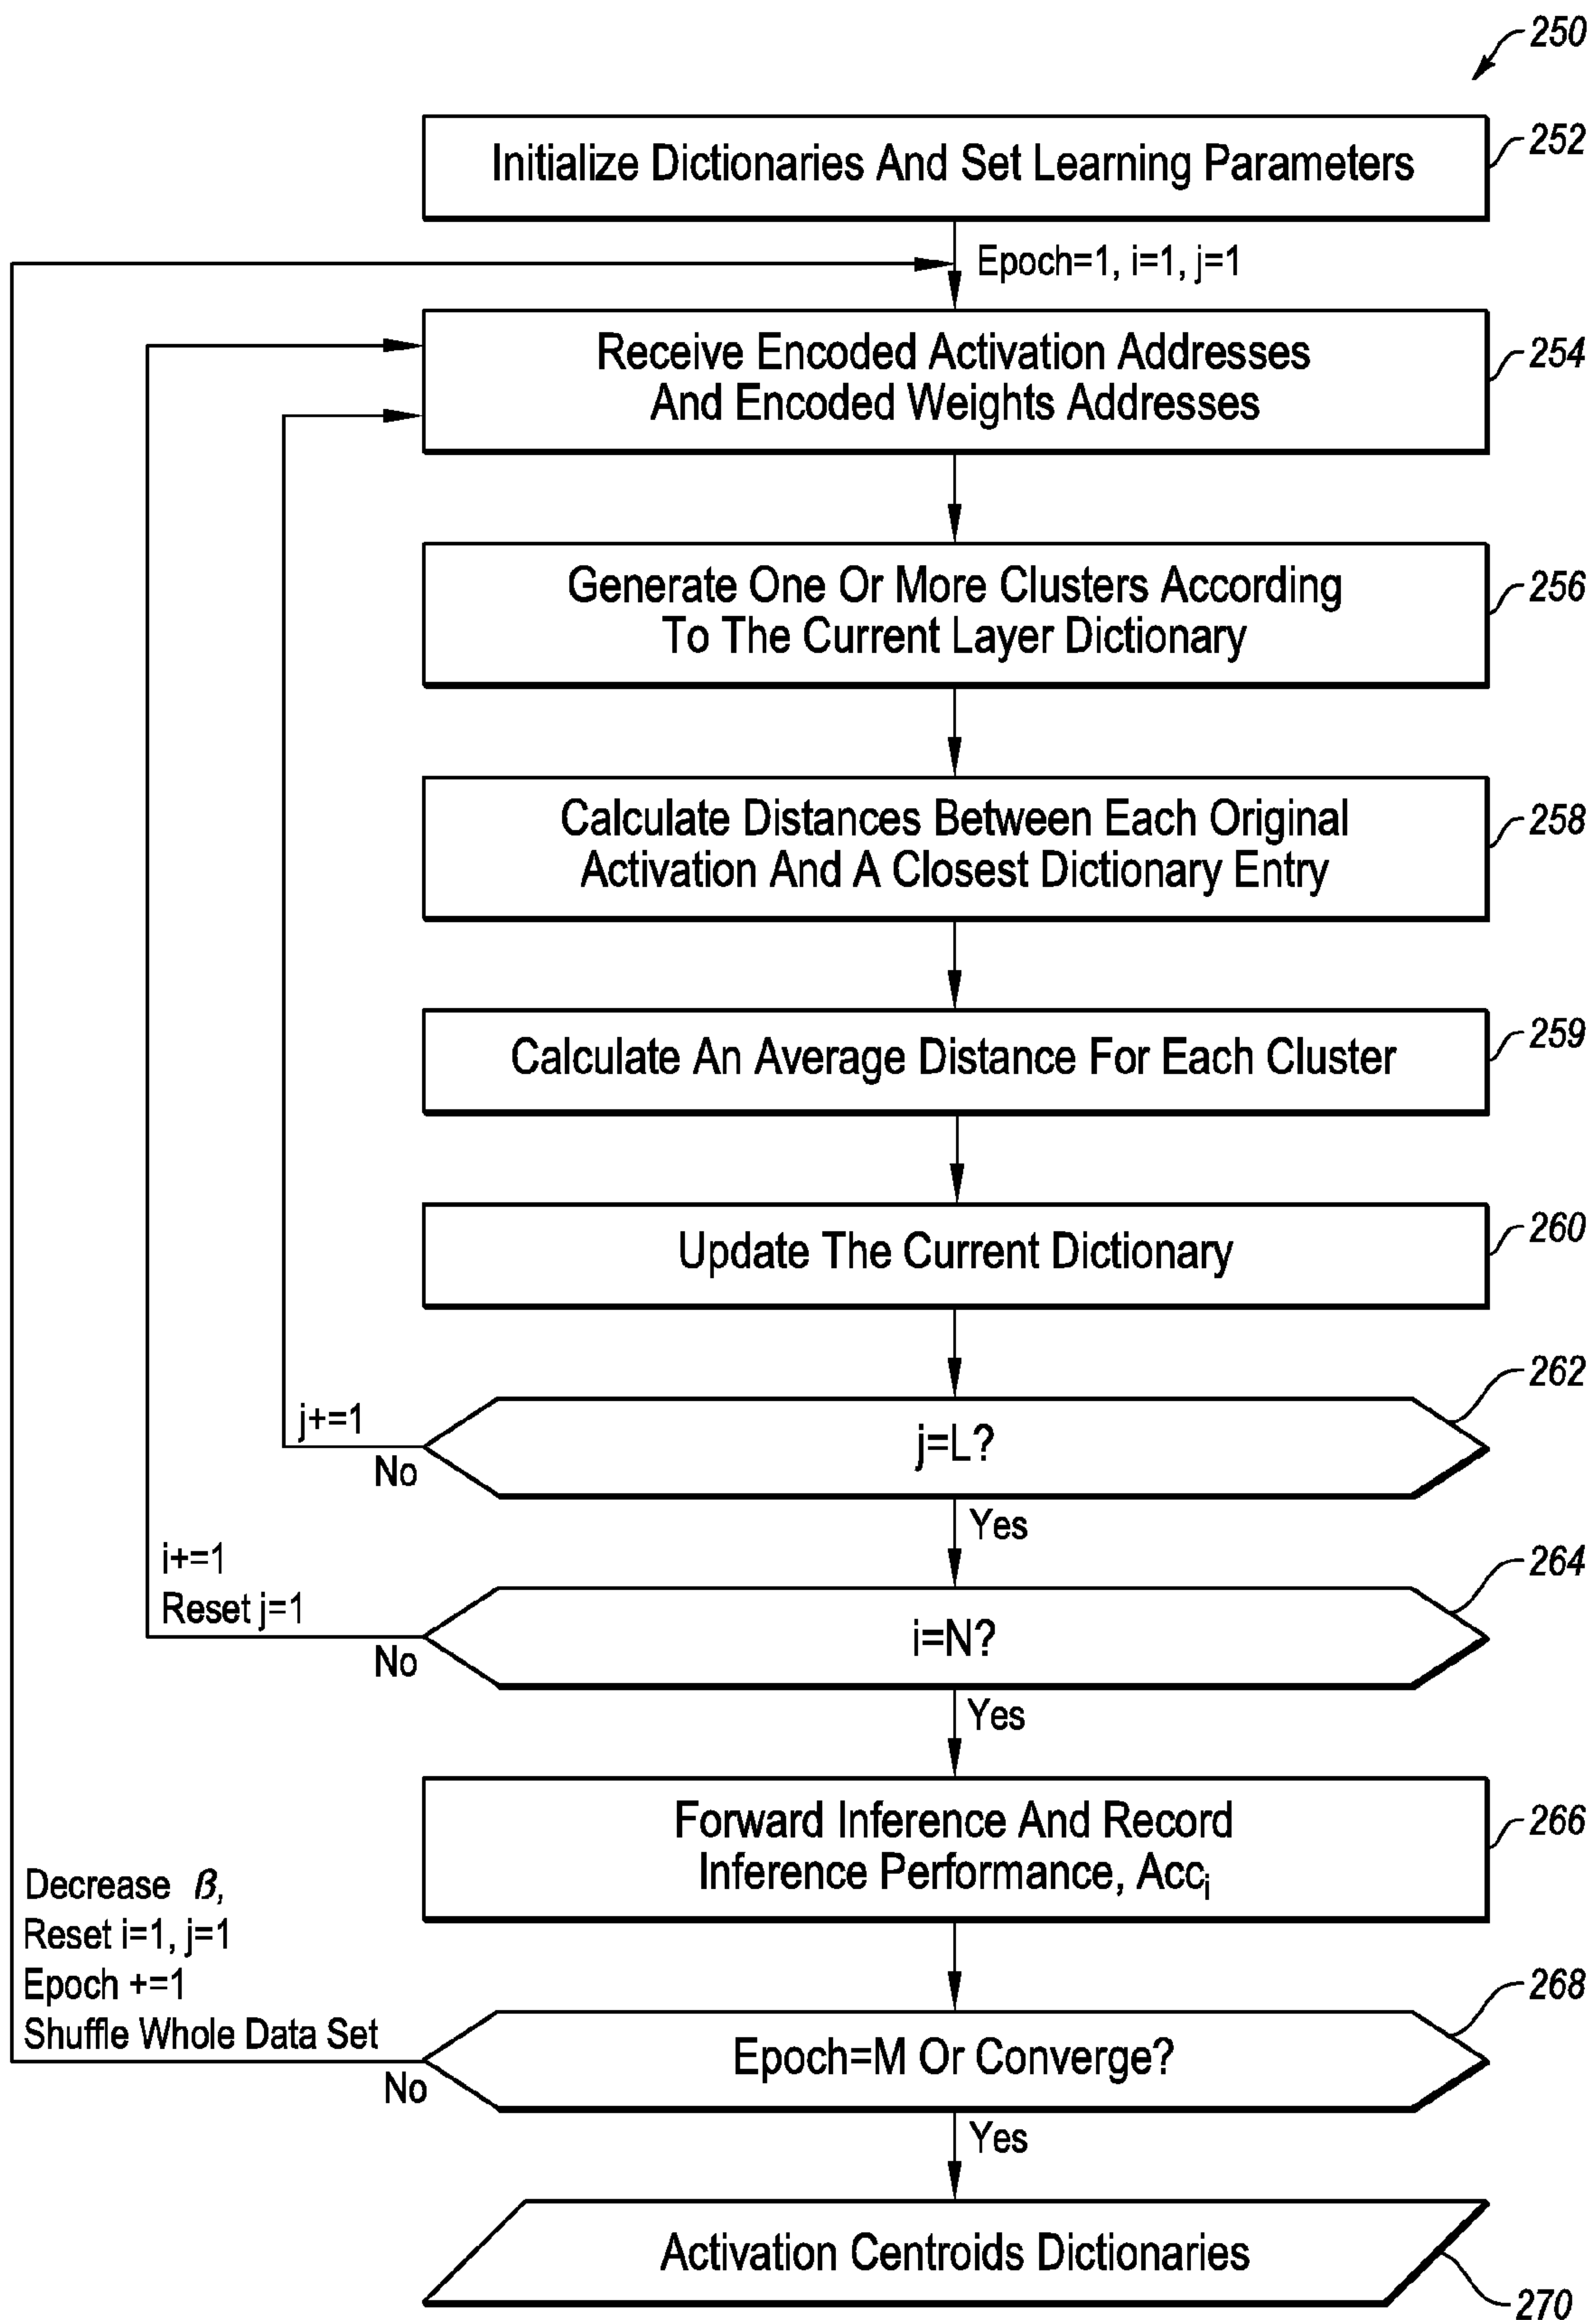 250
Initialize Dictionaries And Set Learning Parameters
252
Epoch=1, i=1, j=1
Receive Encoded Activation Addresses
And Encoded Weights Addresses
254
Generate One Or More Clusters According
To The Current Layer Dictionary
256
Calculate Distances Between Each Original
Activation And A Closest Dictionary Entry
258
Calculate An Average Distance For Each Cluster
259
Update The Current Dictionary
260
262
j+=1
j=L?
No
Yes
264
i+=1
Reset j=1
i=N?
No
Yes
Forward Inference And Record
Inference Performance, Acci
266
Decrease β,
Reset i=1, j=1
Epoch +=1
Shuffle Whole Data Set
268
Epoch=M Or Converge?
No
Yes
Activation Centroids Dictionaries
270